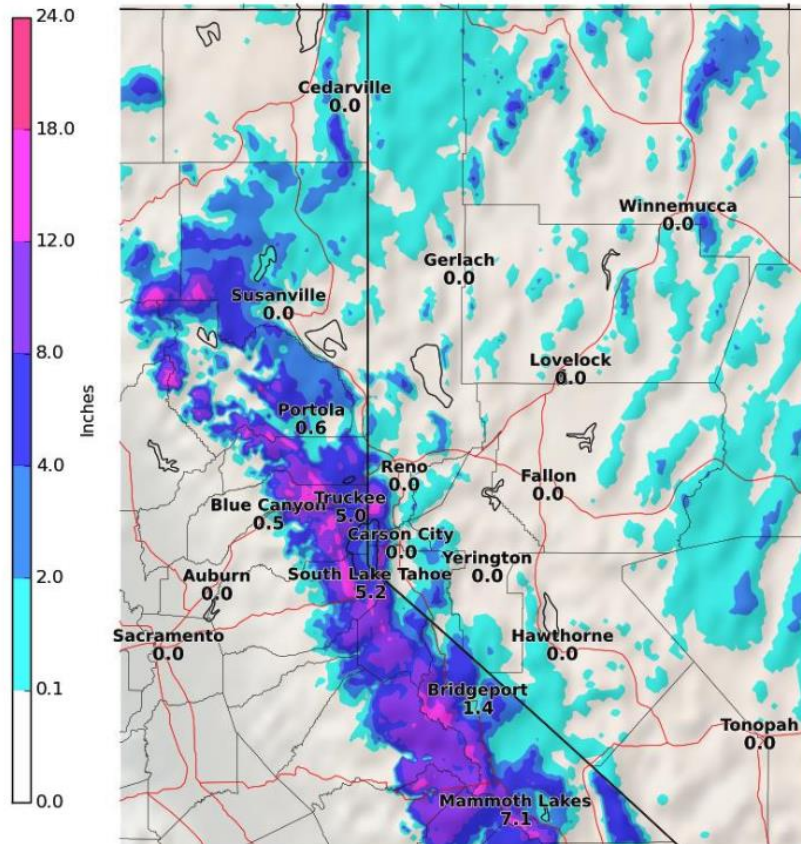 24.0
18.0
12.0
8.0
4.0
2.0
0.1
0.0
Inches
Cedarville
0.0
Winnemucca
0.0
Gerlach
0.0
Susanville
0.0
Lovelock
0.0
Portola
0.6
Reno
0.0
Fallon
0.0
Blue Canyon
0.5
Truckee
5.0
Carson City
0.0
Yerington
0.0
Auburn
0.0
South Lake Tahoe
5.2
Sacramento
0.0
Hawthorne
0.0
Bridgeport
1.4
Tonopah
0.0
Mammoth Lakes
7.1